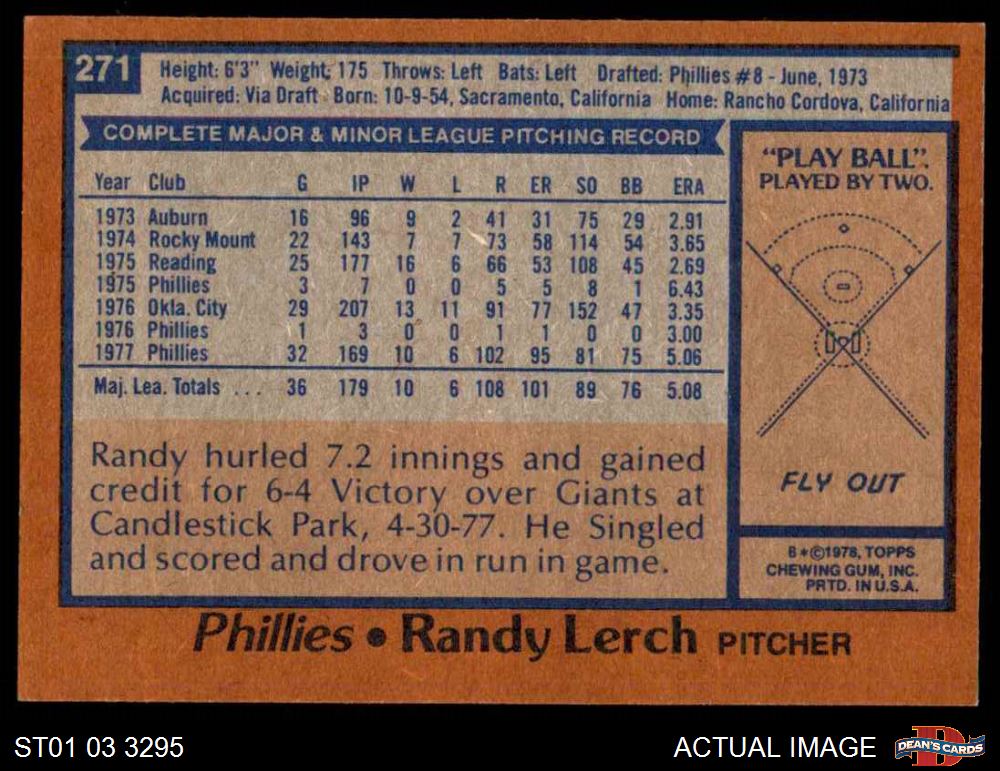 271
Height: 6'3" Weight: 175 Throws: Left Bats: Left Drafted: Phillies #8 - June, 1973
Acquired: Via Draft Born: 10-9-54, Sacramento, California Home: Rancho Cordova, California
COMPLETE MAJOR & MINOR LEAGUE PITCHING RECORD
Year Club G IP W L R ER SO BB ERA
1973 Auburn 16 96 9 2 41 31 75 29 2.91
1974 Rocky Mount 22 143 7 7 73 58 114 54 3.65
1975 Reading 25 177 16 6 66 53 108 45 2.69
1975 Phillies 3 7 0 0 5 5 8 1 6.43
1976 Okla. City 29 207 13 11 91 77 152 47 3.35
1976 Phillies 1 3 0 0 1 1 0 0 3.00
1977 Phillies 32 169 10 6 102 95 81 75 5.06
Maj. Lea. Totals ... 36 179 10 6 108 101 89 76 5.08
Randy hurled 7.2 innings and gained
credit for 6-4 Victory over Giants at
Candlestick Park, 4-30-77. He Singled
and scored and drove in run in game.
"PLAY BALL".
PLAYED BY TWO.
FLY OUT
B*©1978, TOPPS
CHEWING GUM, INC.
PRTD. IN U.S.A.
Phillies • Randy Lerch PITCHER
ST01 03 3295
ACTUAL IMAGE
D
DEAN'S CARDS